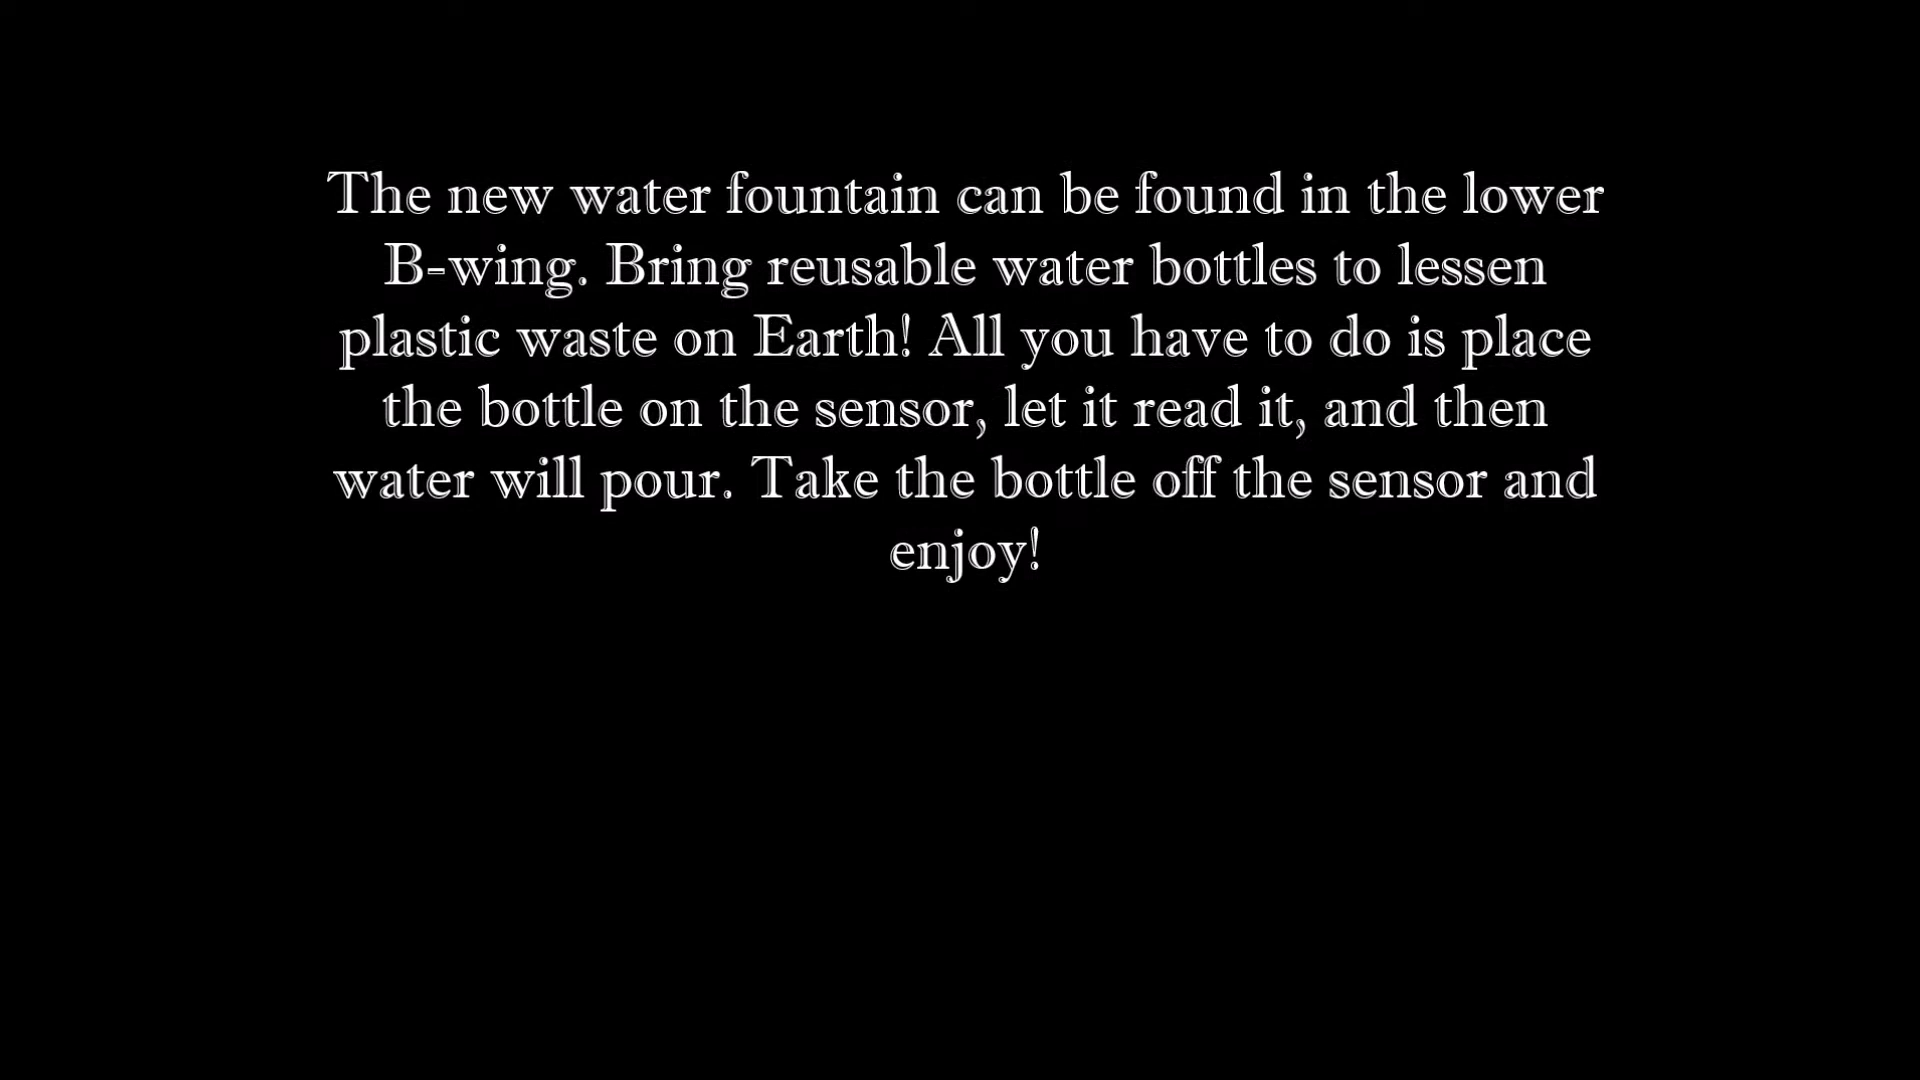 The new water fountain can be found in the lower
B-wing. Bring reusable water bottles to lessen
plastic waste on Earth! All you have to do is place
the bottle on the sensor, let it read it, and then
water will pour. Take the bottle off the sensor and
enjoy!